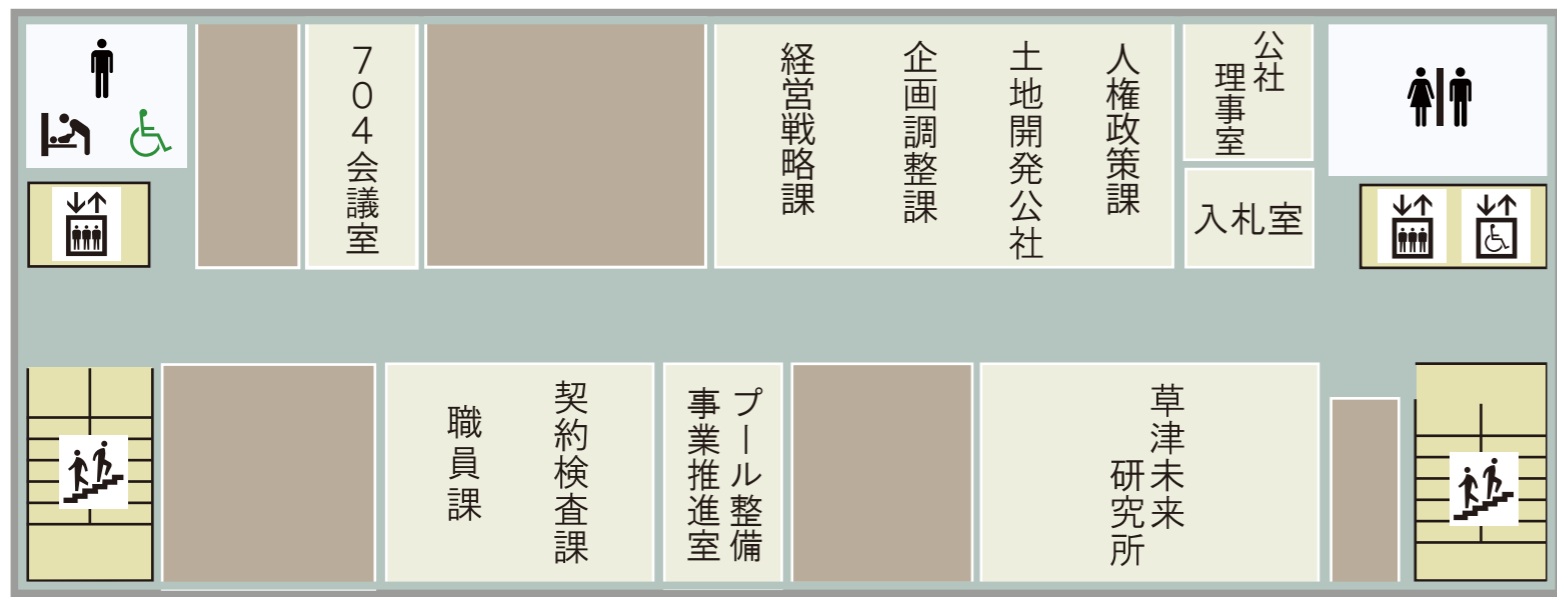 704会議室
経営戦略課
企画調整課
土地開発公社
人権政策課
公社
理事室
入札室
職員課
契約検査課
プール整備
事業推進室
草津未来
研究所